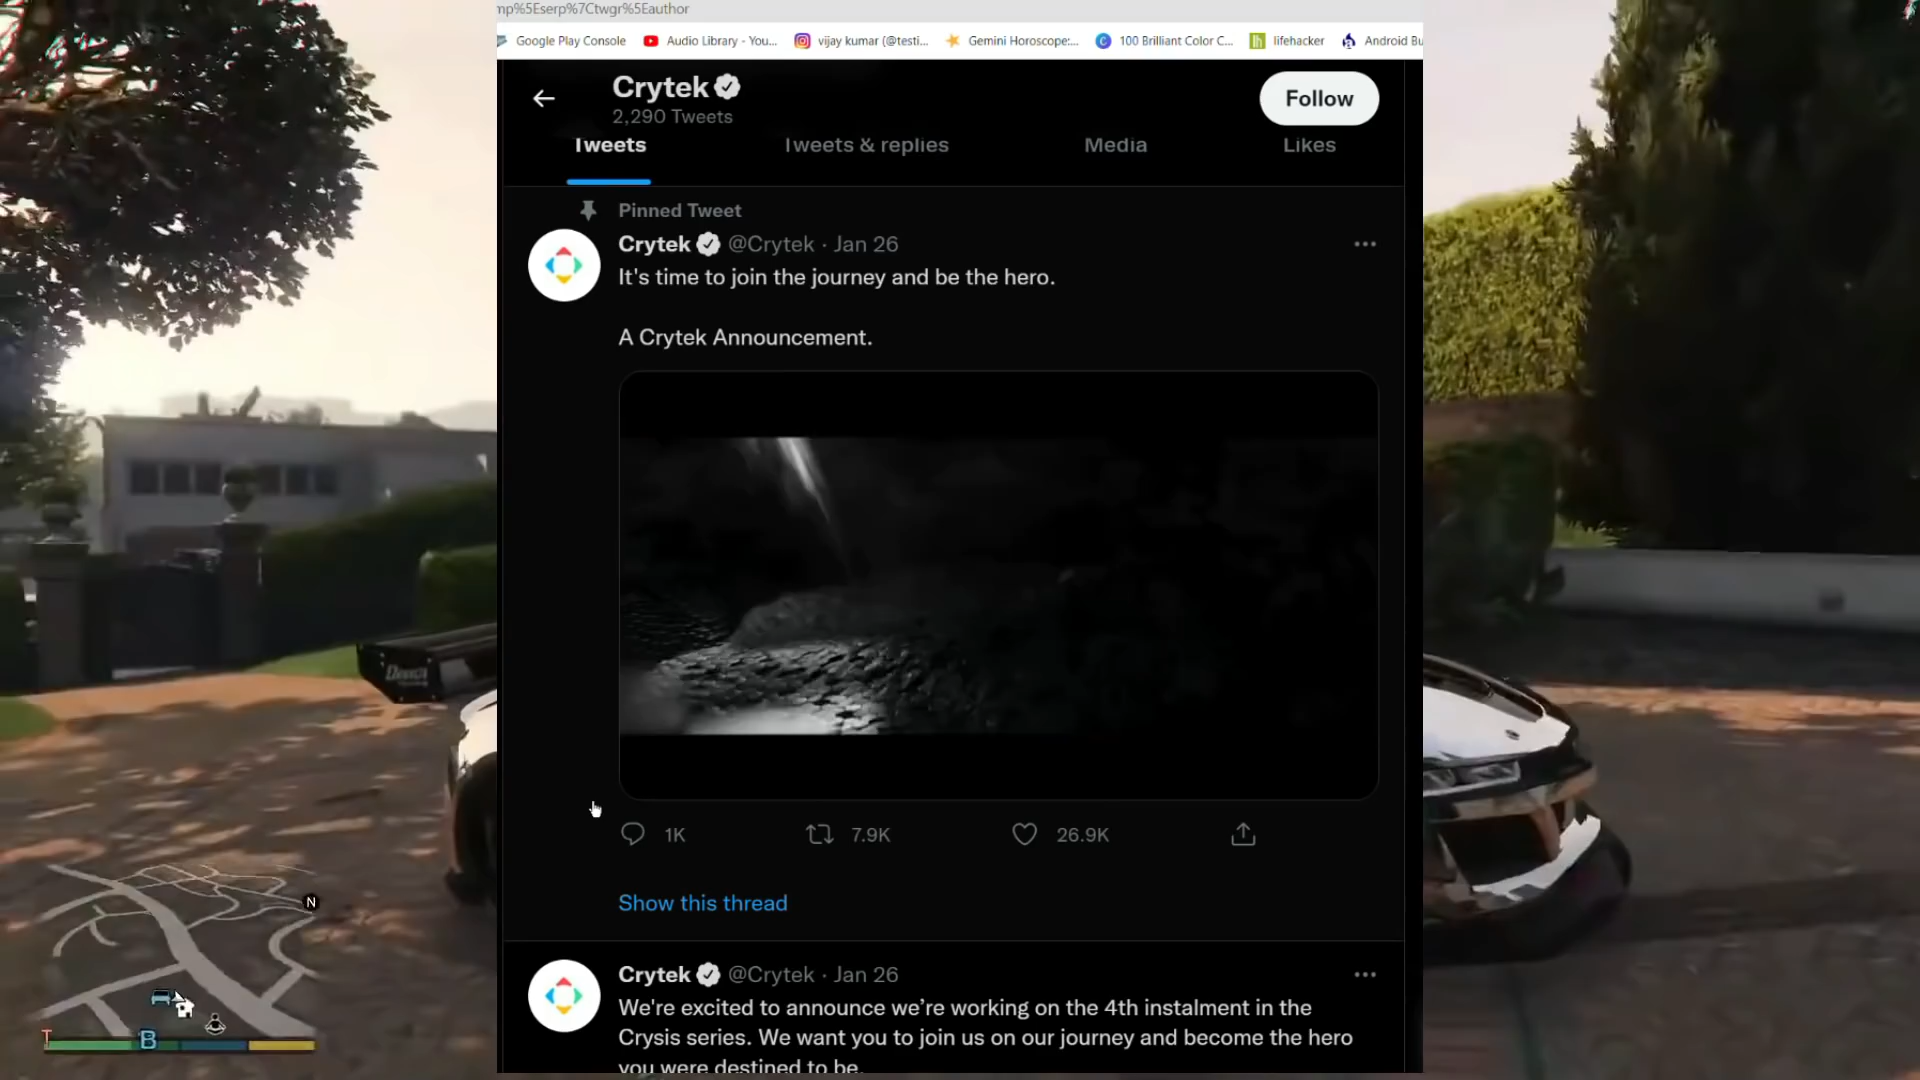 mp%5Eserp%7Ctwgr%5Eauthor
Google Play Console Audio Library - You... vijay kumar (@testi... Gemini Horoscope:... 100 Brilliant Color C... lifehacker Android Bu
Crytek
2,290 Tweets
Follow
Tweets Tweets & replies Media Likes
Pinned Tweet
Crytek @Crytek · Jan 26
It's time to join the journey and be the hero.
A Crytek Announcement.
1K 7.9K 26.9K
Show this thread
Crytek @Crytek · Jan 26
We're excited to announce we’re working on the 4th instalment in the
Crysis series. We want you to join us on our journey and become the hero
you were destined to be.
N
T
B